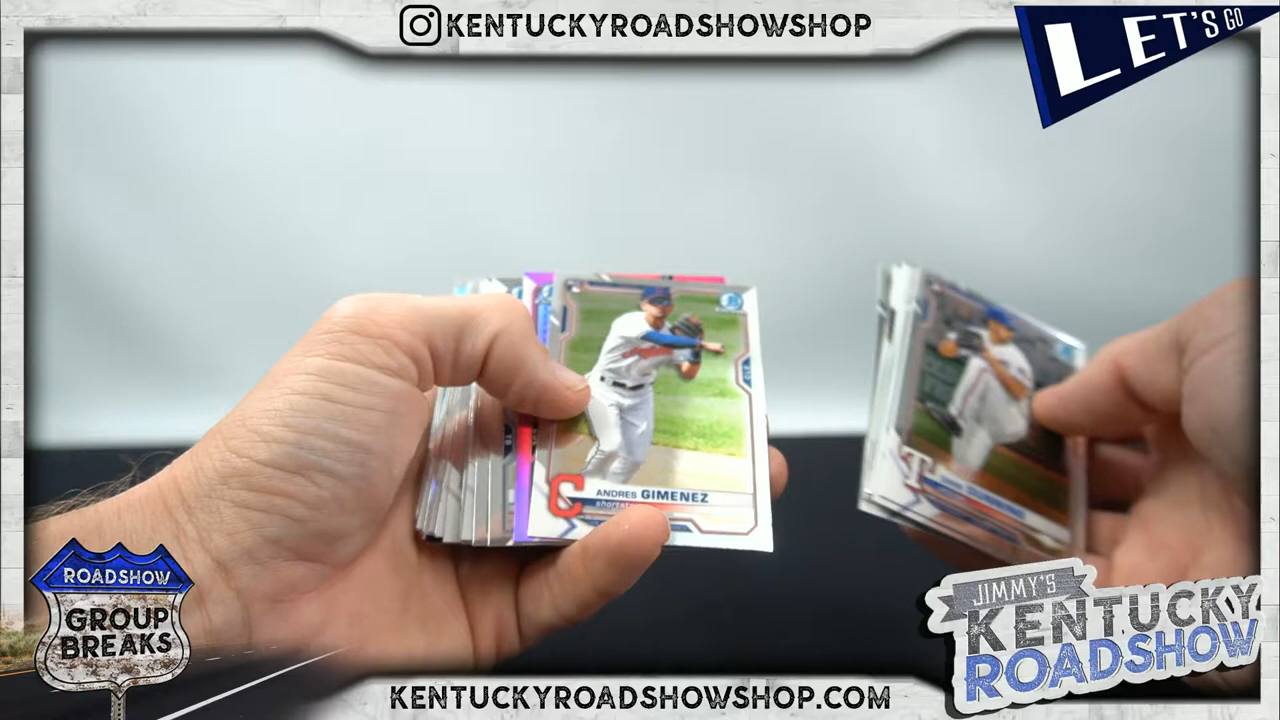 KENTUCKYROADSHOWSHOP
LET'S GO
C
ANDRES GIMENEZ
T
ROADSHOW
GROUP
BREAKS
JIMMY'S
KENTUCKY
ROADSHOW
KENTUCKYROADSHOWSHOP.COM